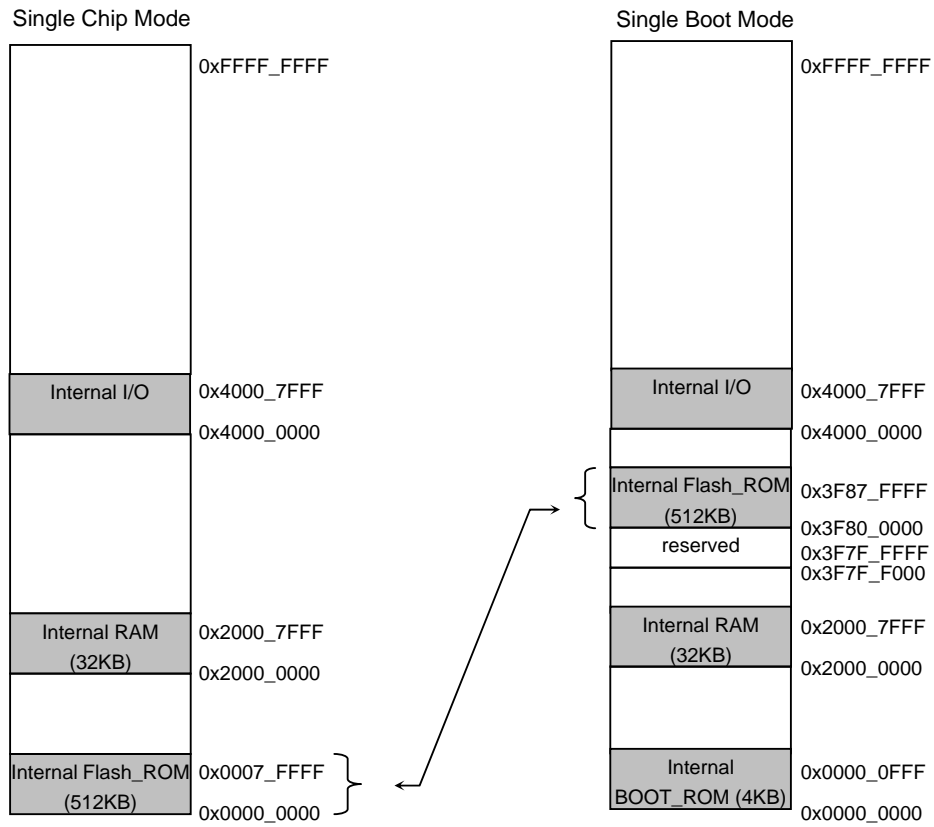 Single Chip Mode
0xFFFF_FFFF
Internal I/O
0x4000_7FFF
0x4000_0000
Internal RAM
(32KB)
0x2000_7FFF
0x2000_0000
Internal Flash_ROM
(512KB)
0x0007_FFFF
0x0000_0000
Single Boot Mode
0xFFFF_FFFF
Internal I/O
0x4000_7FFF
0x4000_0000
Internal Flash_ROM
(512KB)
0x3F87_FFFF
0x3F80_0000
reserved
0x3F7F_FFFF
0x3F7F_F000
Internal RAM
(32KB)
0x2000_7FFF
0x2000_0000
Internal
BOOT_ROM (4KB)
0x0000_0FFF
0x0000_0000